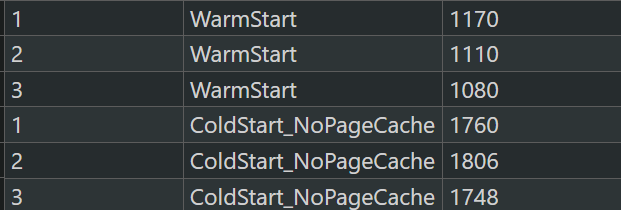 1 WarmStart 1170
2 WarmStart 1110
3 WarmStart 1080
1 ColdStart_NoPageCache 1760
2 ColdStart_NoPageCache 1806
3 ColdStart_NoPageCache 1748